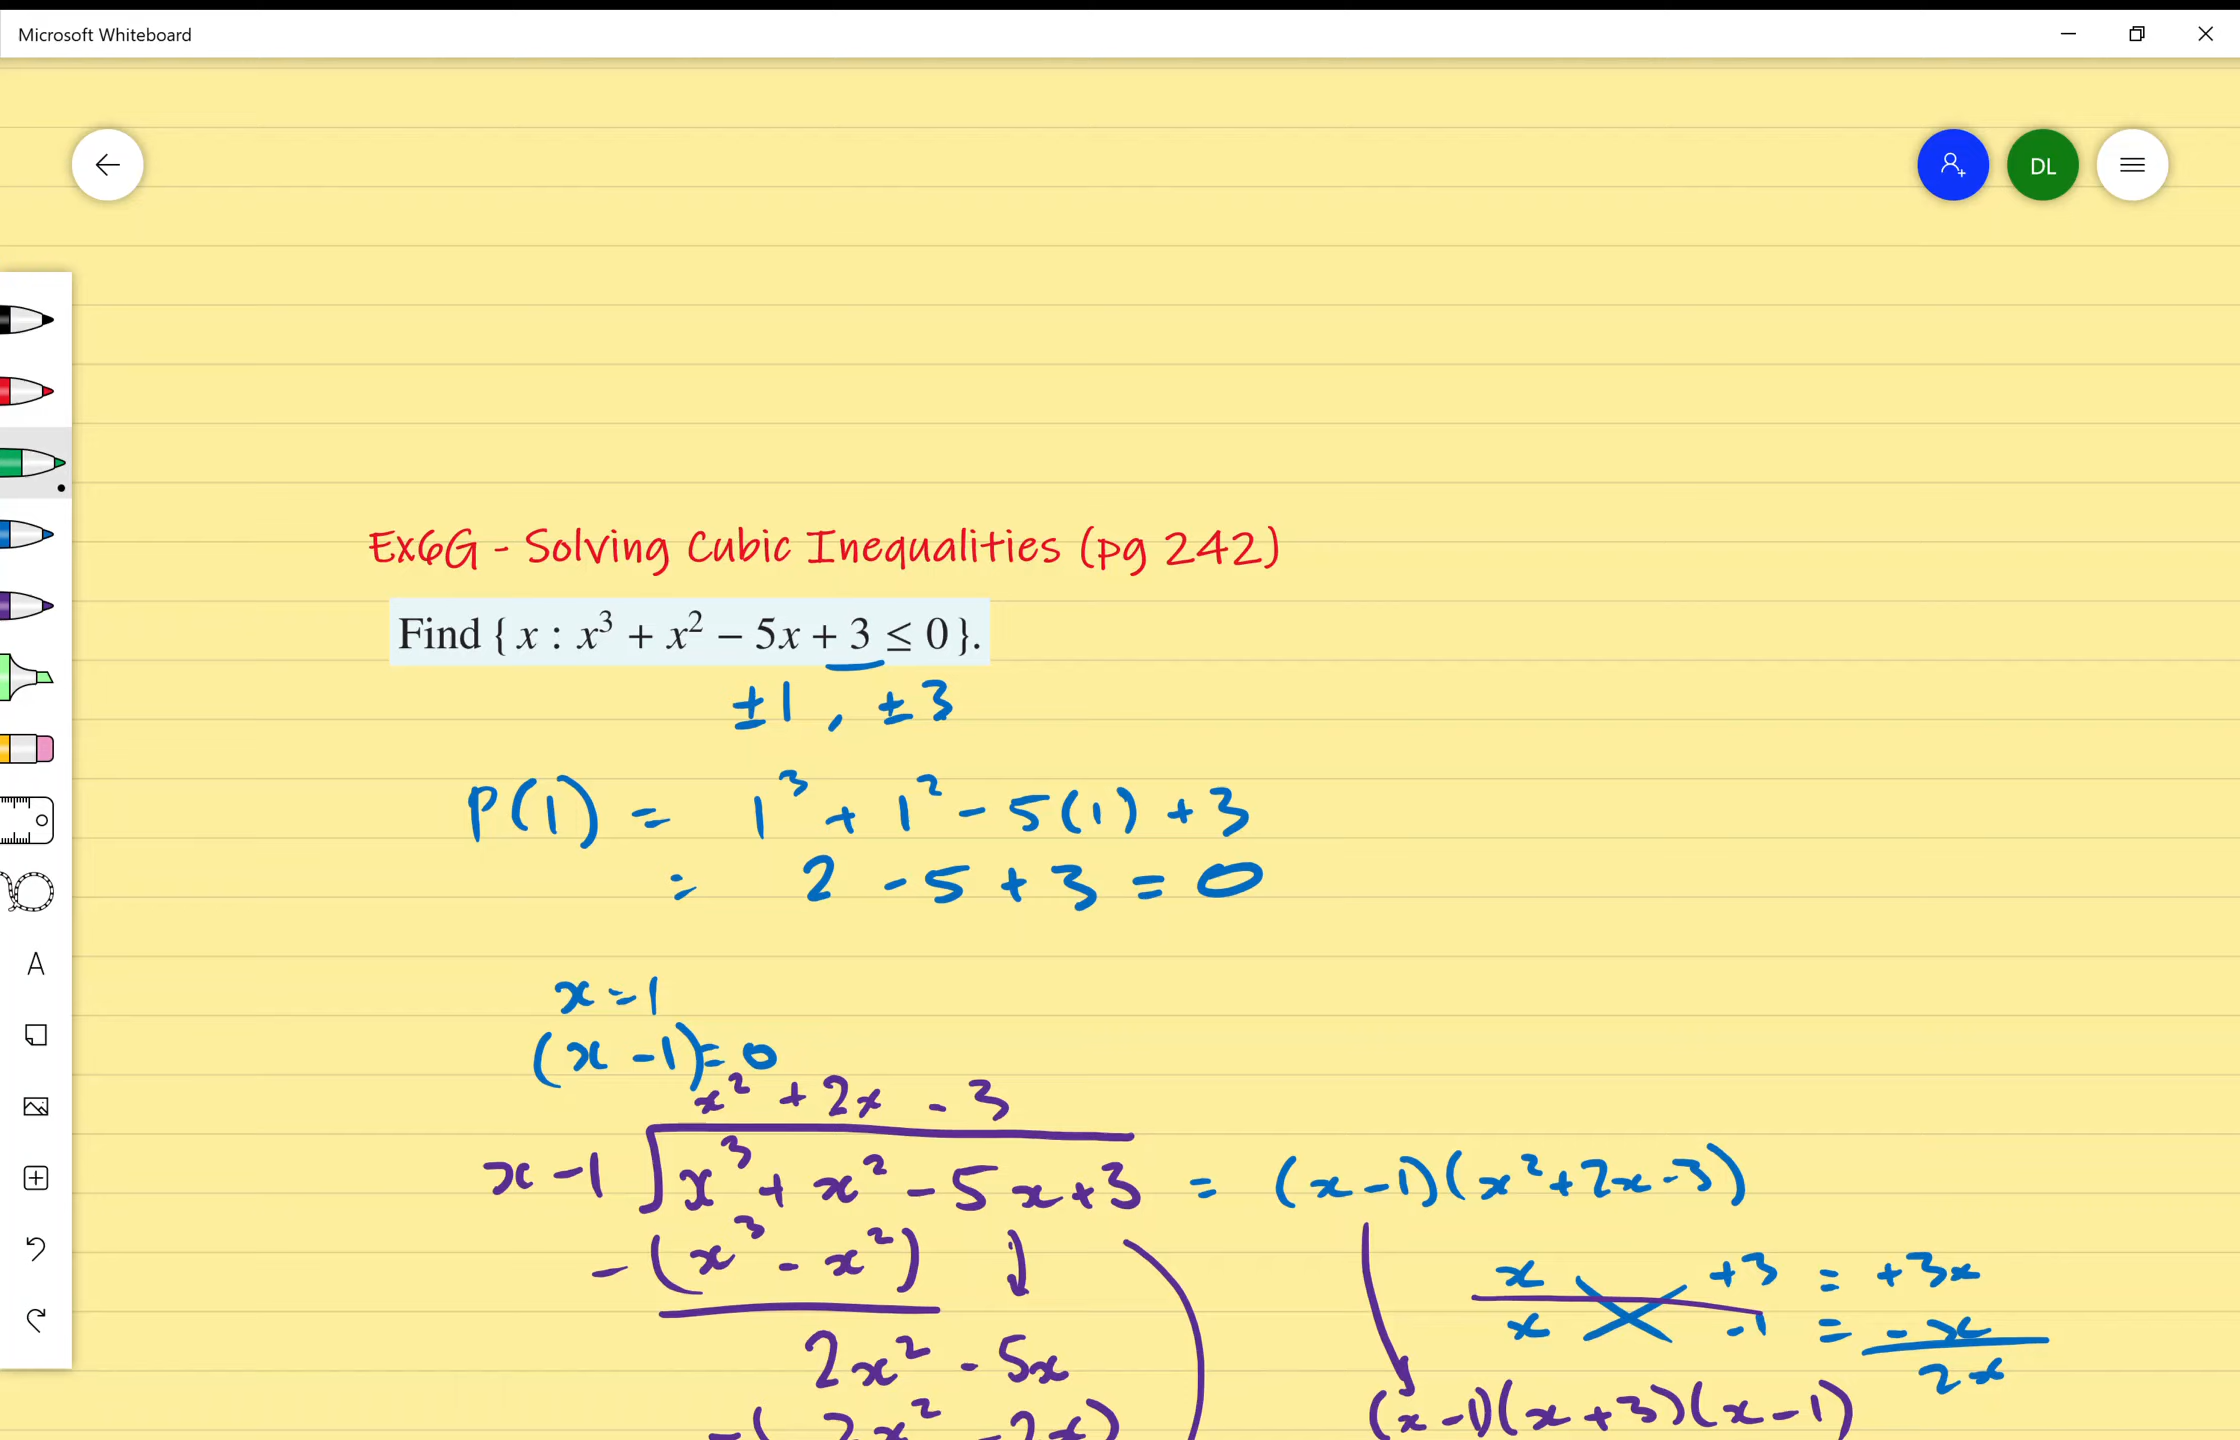 Microsoft Whiteboard
DL
Ex6G - Solving Cubic Inequalities (pg 242)
Find { x : x³ + x² − 5x + 3 ≤ 0 }.
±1 , ±3
P(1) = 1³ + 1² - 5(1) + 3
= 2 - 5 + 3 = 0
x = 1
(x - 1) = 0
x² + 2x - 3
x - 1 x³ + x² - 5x + 3 = (x - 1)(x² + 2x - 3)
- (x³ - x²)
x +3 = +3x
x -1 = - x
2x² - 5x
2x
-( 2x² - 2x)
(x - 1)(x + 3)(x - 1)
A